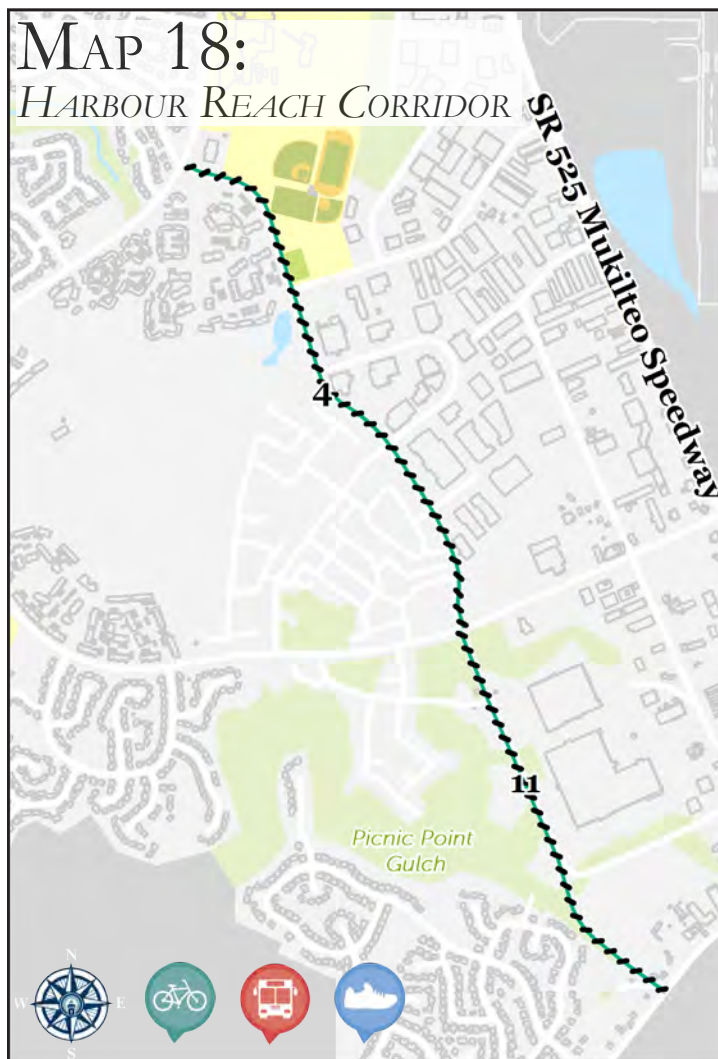 MAP 18:
HARBOUR REACH CORRIDOR
SR 525 Mukilteo Speedway
4
11
Picnic Point
Gulch
N
W E
S